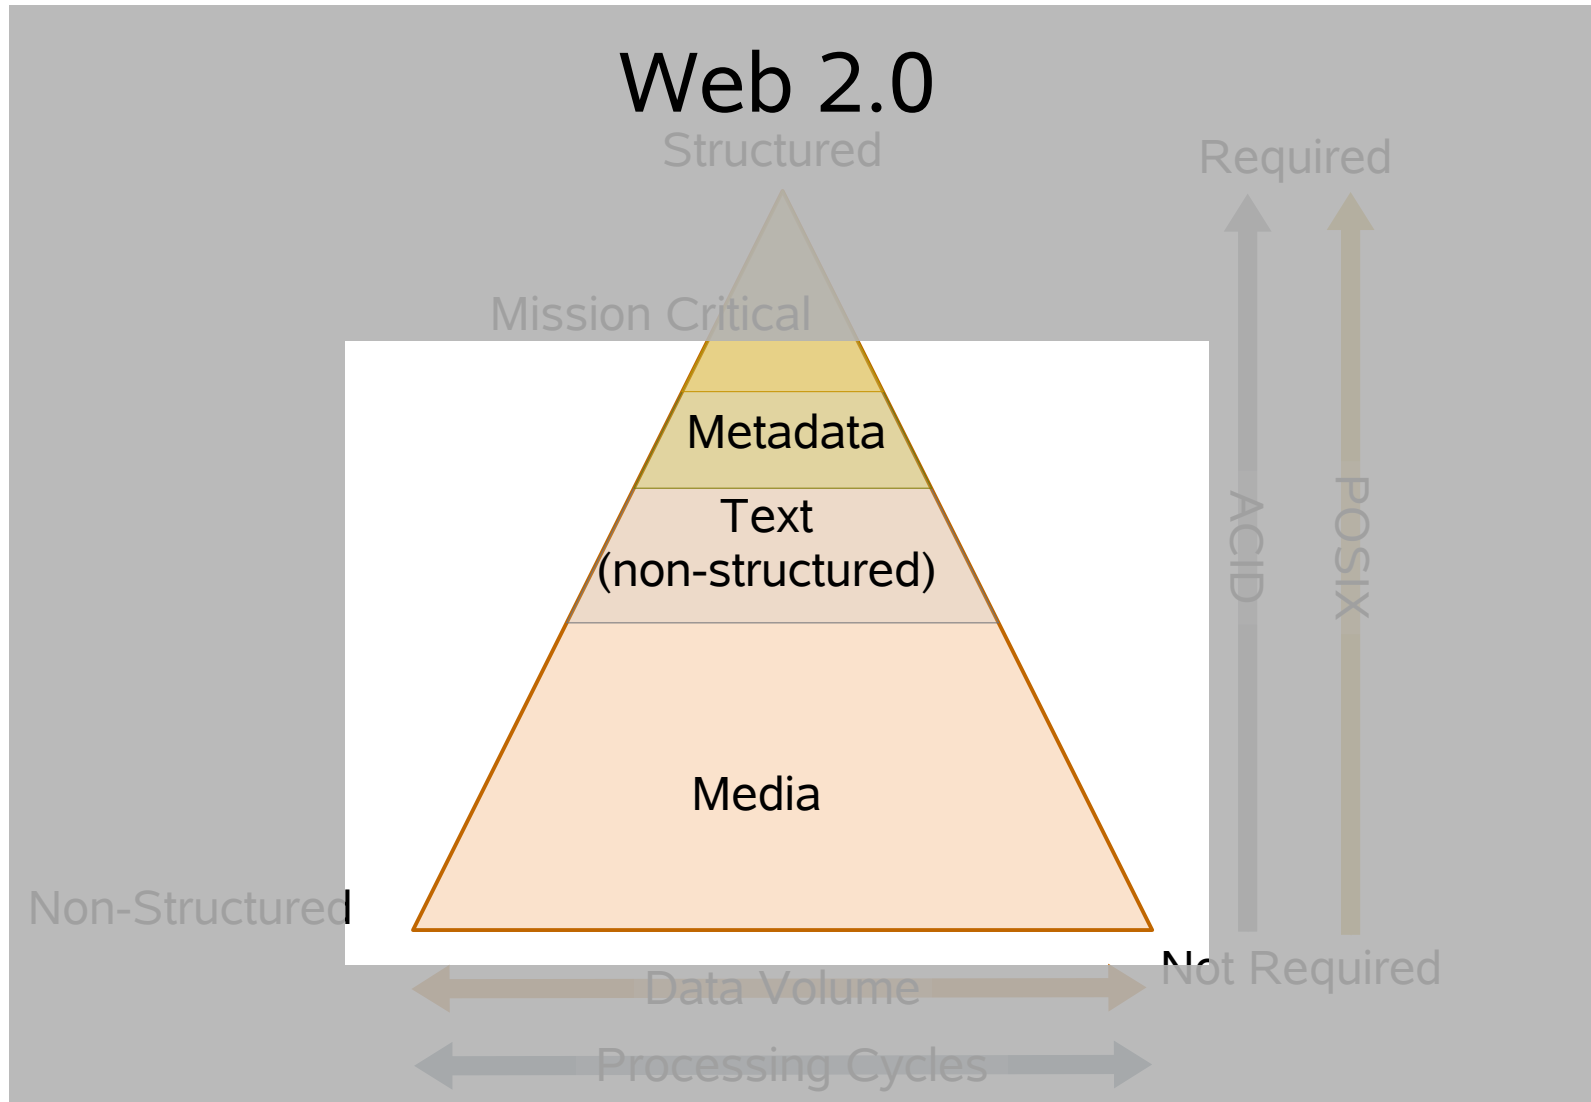 Web 2.0
Structured
Required
Mission Critical
Metadata
Text
(non-structured)
ACID
POSIX
Media
Non-Structured
Not Required
Data Volume
Processing Cycles